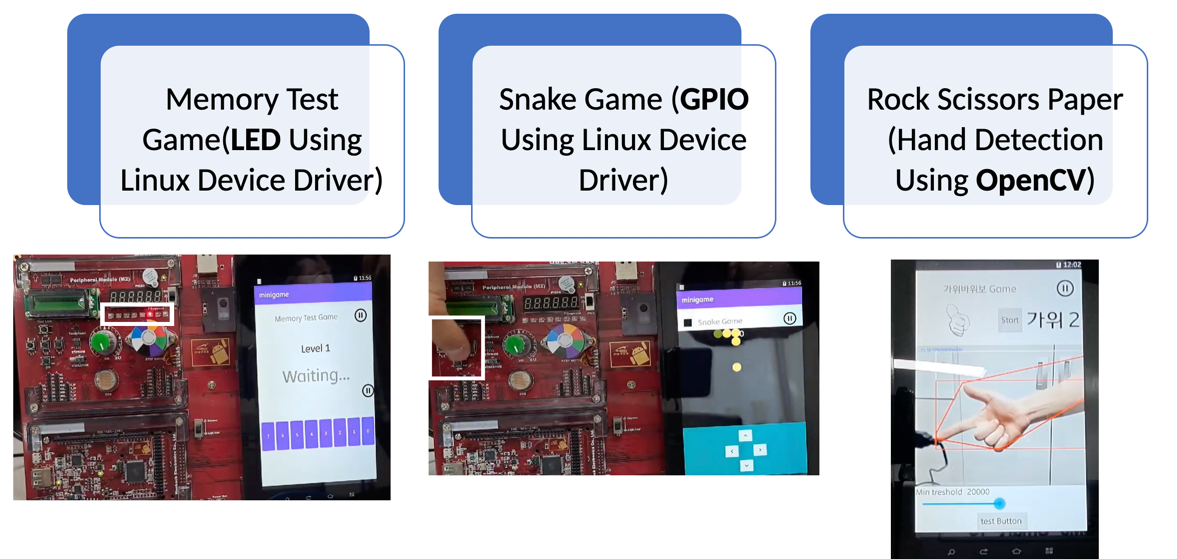 Memory Test
Game(LED Using
Linux Device Driver)
Snake Game (GPIO
Using Linux Device
Driver)
Rock Scissors Paper
(Hand Detection
Using OpenCV)
Peripheral Module (M3)
11:56
minigame
Memory Test Game
Level 1
Waiting...
Peripheral Module (M3)
11:56
minigame
Snake Game
12:02
가위바위보 Game
Start
가위 2
Min treshold 20000
test Button